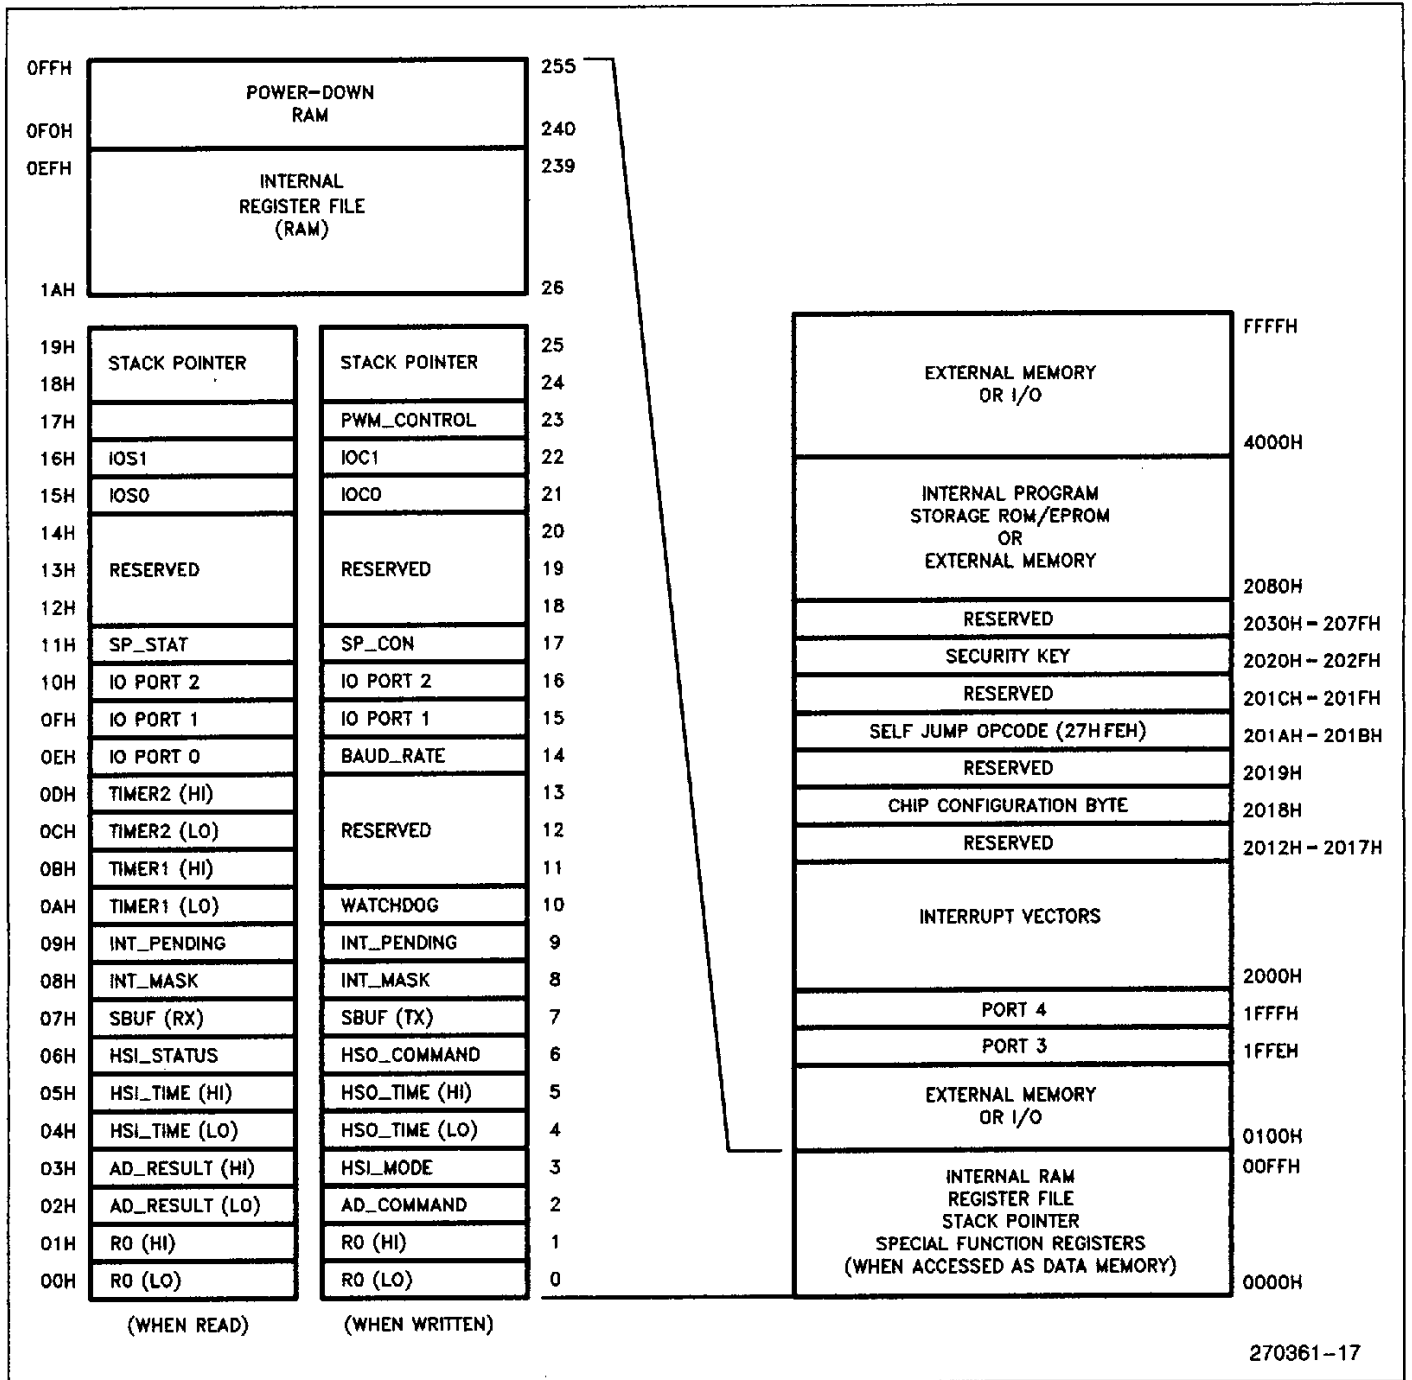 0FFH
POWER-DOWN
RAM
255
0F0H
240
0EFH
INTERNAL
REGISTER FILE
(RAM)
239
1AH
26
19H
STACK POINTER
STACK POINTER
25
18H
24
17H
PWM_CONTROL
23
16H
IOS1
IOC1
22
15H
IOS0
IOC0
21
14H
20
13H
RESERVED
RESERVED
19
12H
18
11H
SP_STAT
SP_CON
17
10H
IO PORT 2
IO PORT 2
16
0FH
IO PORT 1
IO PORT 1
15
0EH
IO PORT 0
BAUD_RATE
14
0DH
TIMER2 (HI)
13
0CH
TIMER2 (LO)
RESERVED
12
0BH
TIMER1 (HI)
11
0AH
TIMER1 (LO)
WATCHDOG
10
09H
INT_PENDING
INT_PENDING
9
08H
INT_MASK
INT_MASK
8
07H
SBUF (RX)
SBUF (TX)
7
06H
HSI_STATUS
HSO_COMMAND
6
05H
HSI_TIME (HI)
HSO_TIME (HI)
5
04H
HSI_TIME (LO)
HSO_TIME (LO)
4
03H
AD_RESULT (HI)
HSI_MODE
3
02H
AD_RESULT (LO)
AD_COMMAND
2
01H
R0 (HI)
R0 (HI)
1
00H
R0 (LO)
R0 (LO)
0
(WHEN READ)
(WHEN WRITTEN)
FFFFH
EXTERNAL MEMORY
OR I/O
4000H
INTERNAL PROGRAM
STORAGE ROM/EPROM
OR
EXTERNAL MEMORY
2080H
RESERVED
2030H - 207FH
SECURITY KEY
2020H - 202FH
RESERVED
201CH - 201FH
SELF JUMP OPCODE (27H FEH)
201AH - 201BH
RESERVED
2019H
CHIP CONFIGURATION BYTE
2018H
RESERVED
2012H - 2017H
INTERRUPT VECTORS
2000H
PORT 4
1FFFH
PORT 3
1FFEH
EXTERNAL MEMORY
OR I/O
0100H
00FFH
INTERNAL RAM
REGISTER FILE
STACK POINTER
SPECIAL FUNCTION REGISTERS
(WHEN ACCESSED AS DATA MEMORY)
0000H
270361-17